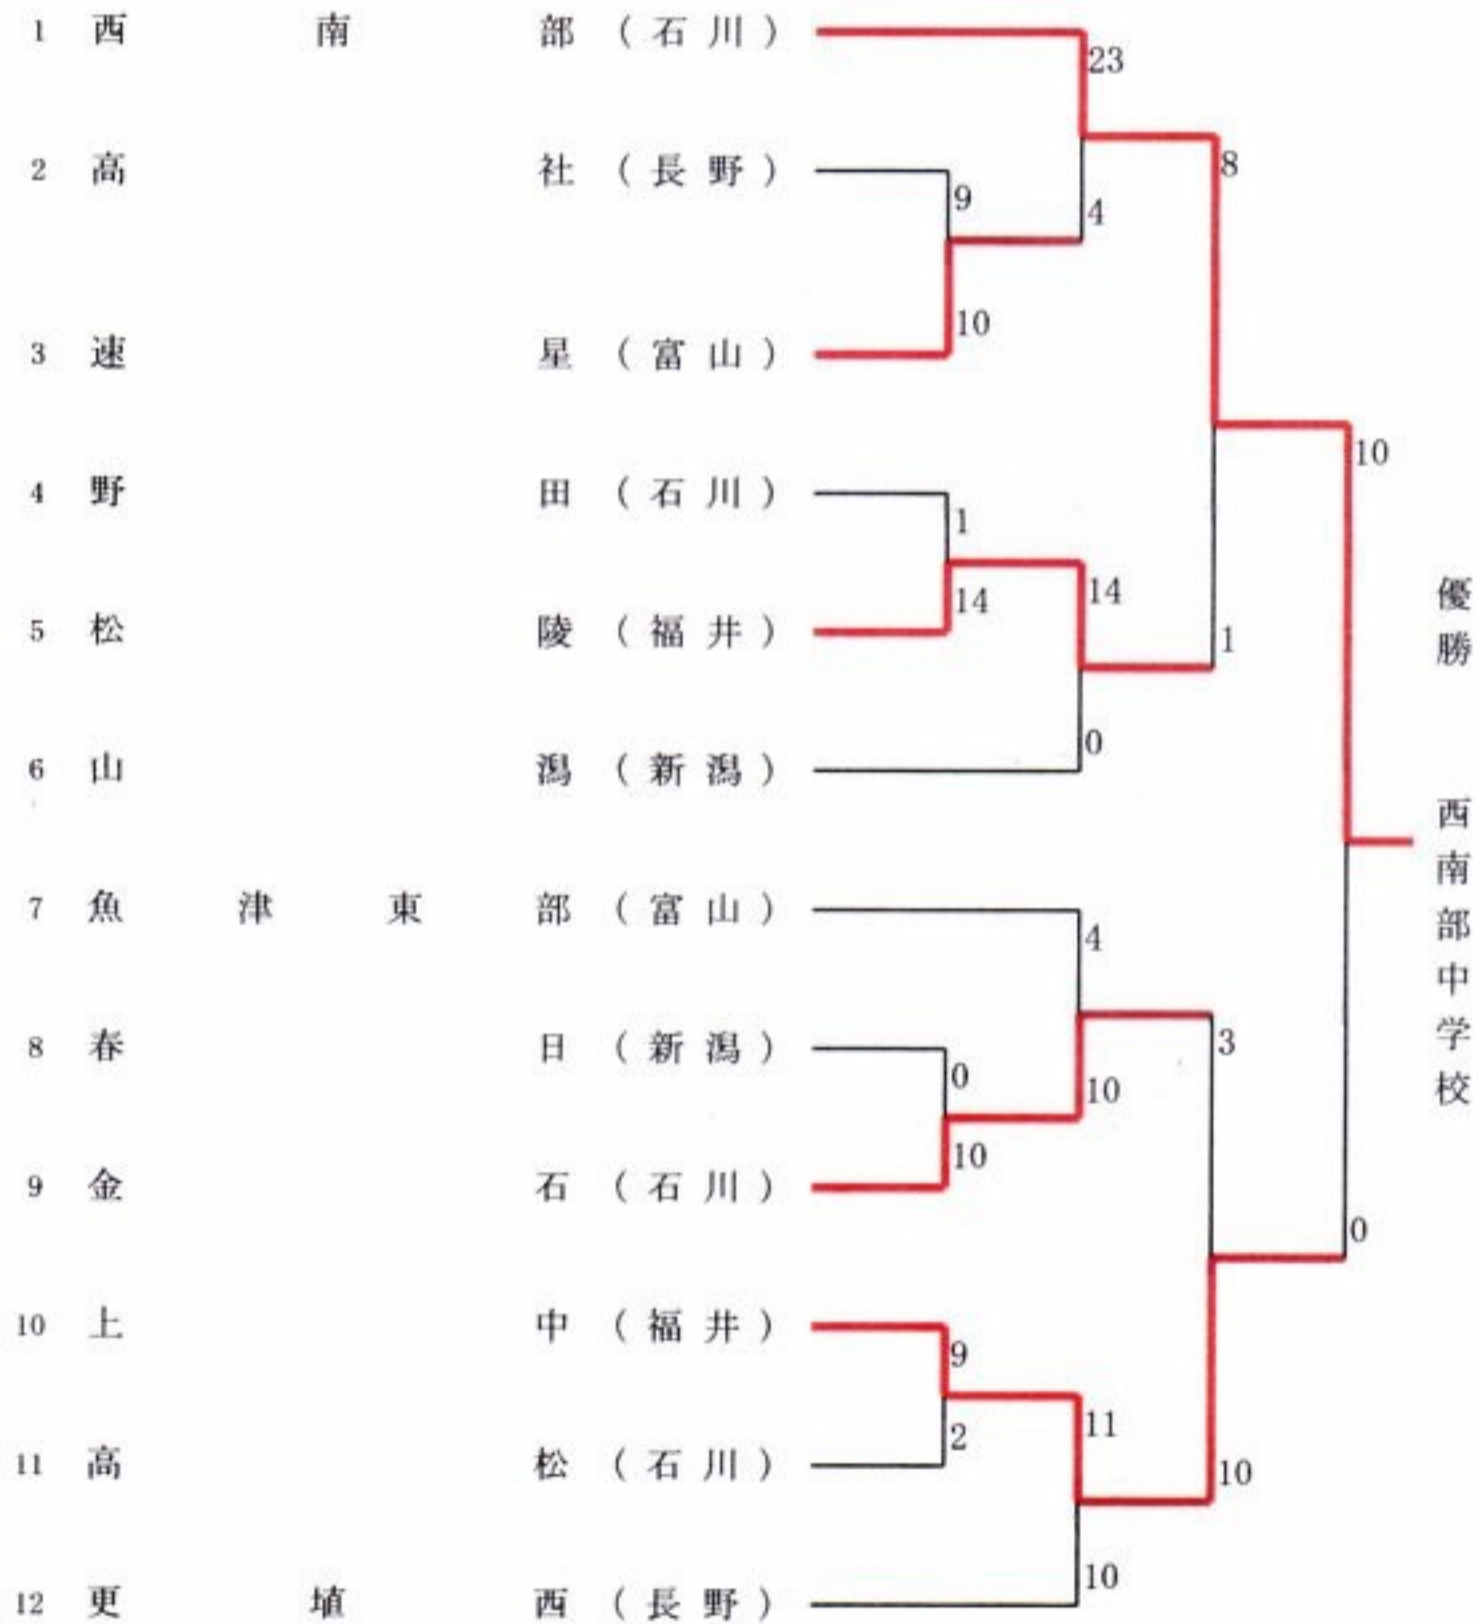 1 西南部（石川）
23
8
2 高社（長野）
9
4
10
3 速星（富山）
10
4 野田（石川）
1
14
14
5 松陵（福井）
1
0
6 山潟（新潟）
優勝 西南部中学校
7 魚津東部（富山）
4
3
8 春日（新潟）
0
10
10
9 金石（石川）
0
10 上中（福井）
9
11
2
10
11 高松（石川）
10
12 更埴西（長野）